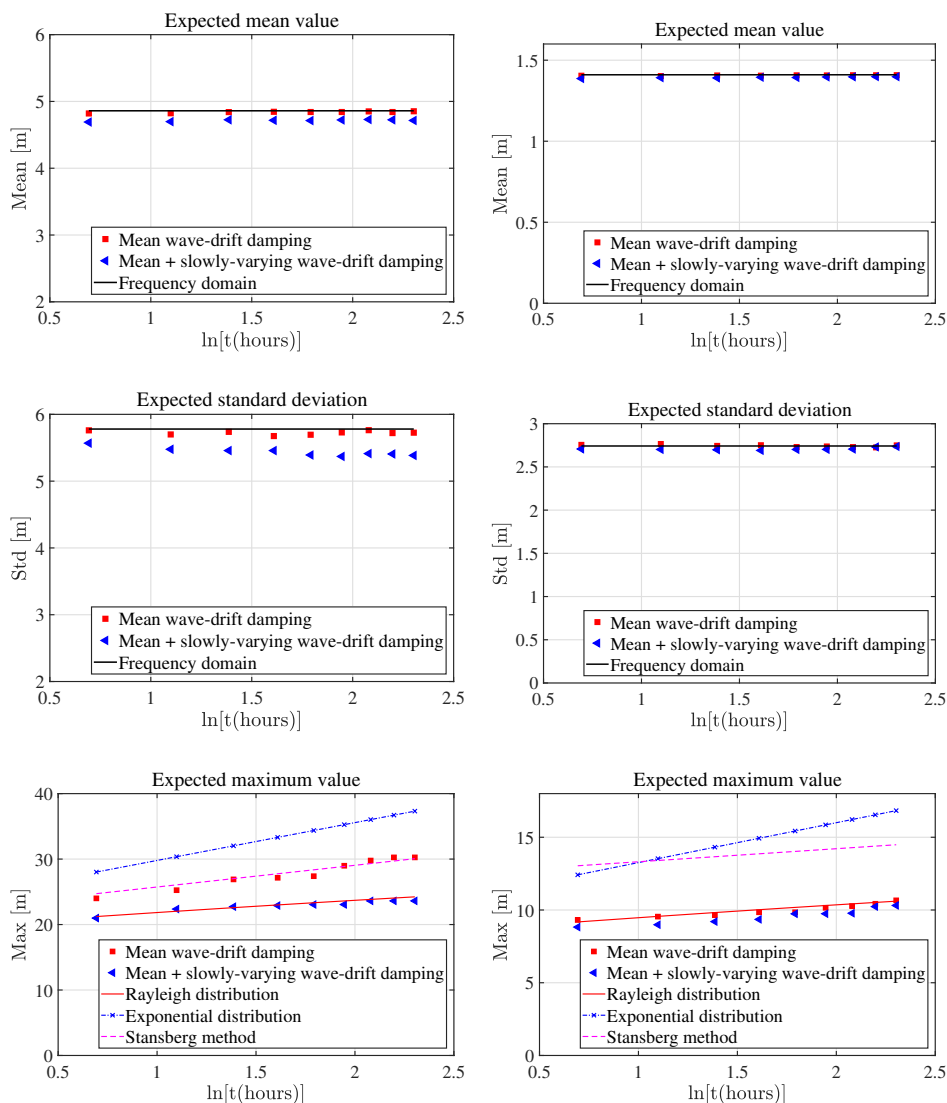 Expected mean value
6
5
4
3
2
Mean [m]
0.5
1
1.5
2
2.5
ln[t(hours)]
Mean wave-drift damping
Mean + slowly-varying wave-drift damping
Frequency domain
Expected mean value
1.5
1
0.5
0
Mean [m]
0.5
1
1.5
2
2.5
ln[t(hours)]
Mean wave-drift damping
Mean + slowly-varying wave-drift damping
Frequency domain
Expected standard deviation
6
5
4
3
2
Std [m]
0.5
1
1.5
2
2.5
ln[t(hours)]
Mean wave-drift damping
Mean + slowly-varying wave-drift damping
Frequency domain
Expected standard deviation
3
2.5
2
1.5
1
0.5
0
Std [m]
0.5
1
1.5
2
2.5
ln[t(hours)]
Mean wave-drift damping
Mean + slowly-varying wave-drift damping
Frequency domain
Expected maximum value
40
30
20
10
0
Max [m]
0.5
1
1.5
2
2.5
ln[t(hours)]
Mean wave-drift damping
Mean + slowly-varying wave-drift damping
Rayleigh distribution
Exponential distribution
Stansberg method
Expected maximum value
15
10
5
0
Max [m]
0.5
1
1.5
2
2.5
ln[t(hours)]
Mean wave-drift damping
Mean + slowly-varying wave-drift damping
Rayleigh distribution
Exponential distribution
Stansberg method